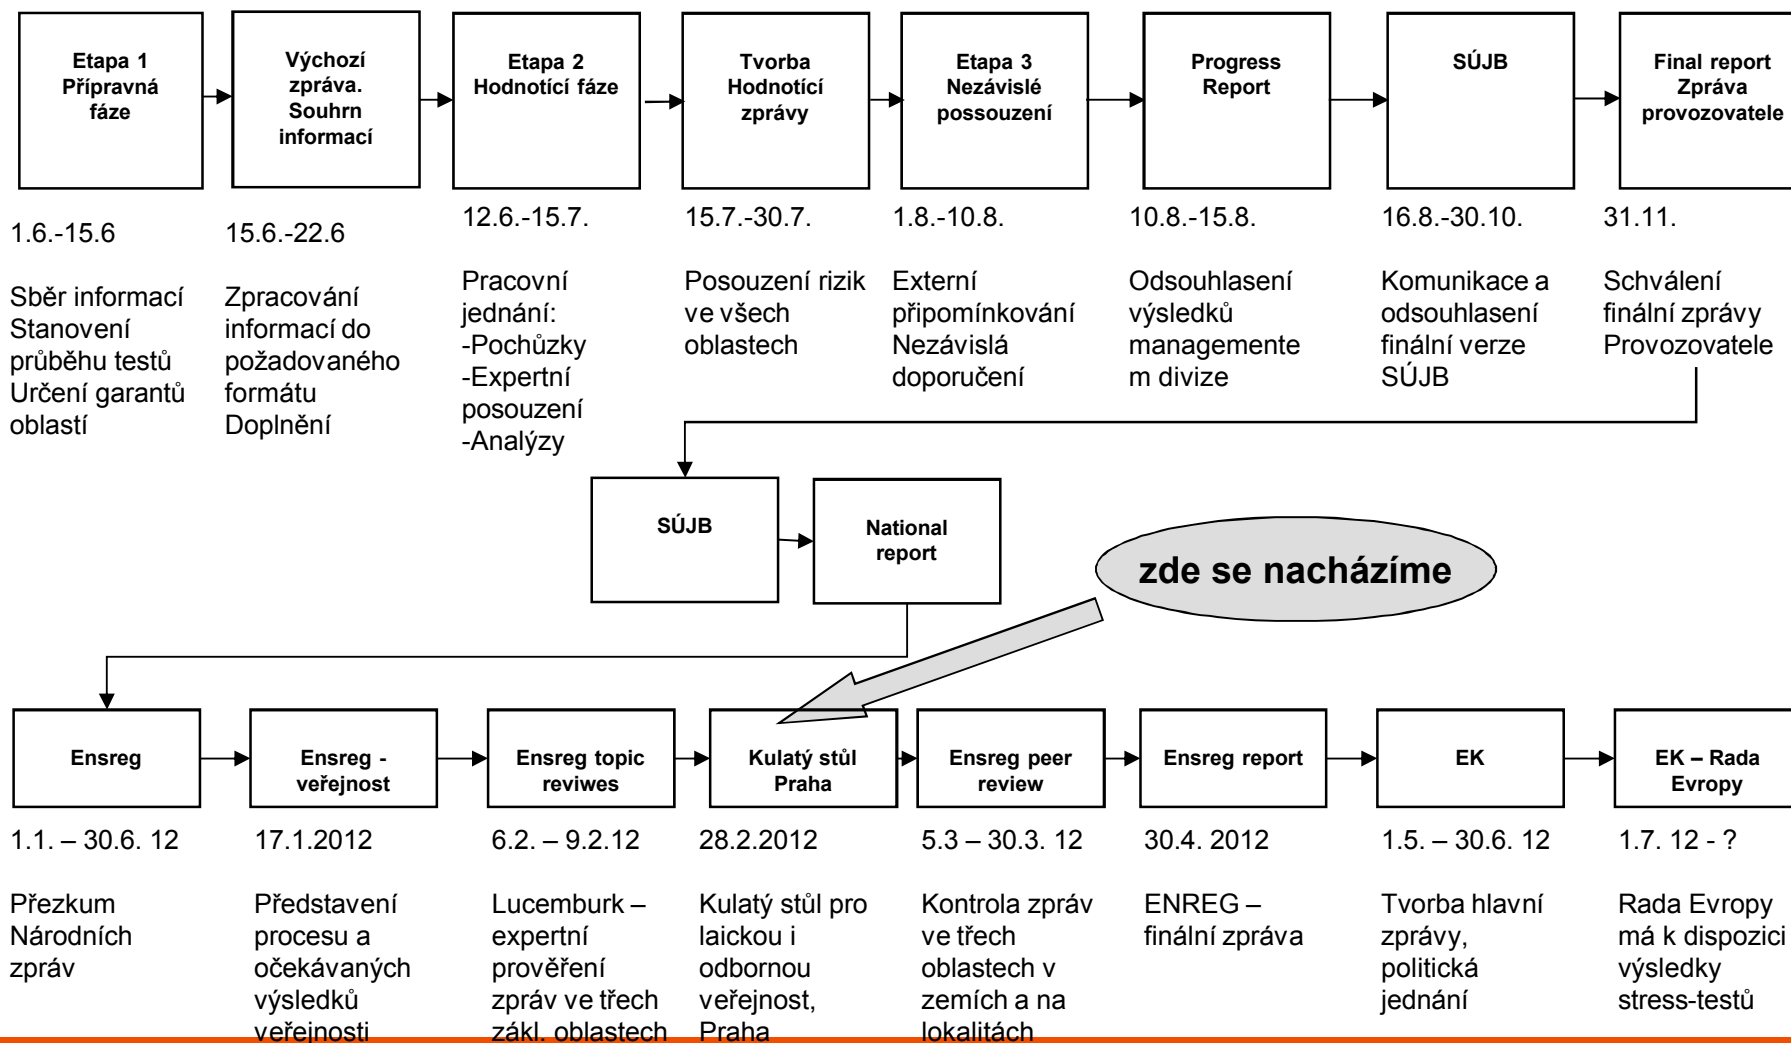 Etapa 1
Přípravná
fáze
Výchozí
zpráva.
Souhrn
informací
Etapa 2
Hodnotící fáze
Tvorba
Hodnotící
zprávy
Etapa 3
Nezávislé
possouzení
Progress
Report
SÚJB
Final report
Zpráva
provozovatele
1.6.-15.6
Sběr informací
Stanovení
průběhu testů
Určení garantů
oblastí
15.6.-22.6
Zpracování
informací do
požadovaného
formátu
Doplnění
12.6.-15.7.
Pracovní
jednání:
-Pochůzky
-Expertní
posouzení
-Analýzy
15.7.-30.7.
Posouzení rizik
ve všech
oblastech
1.8.-10.8.
Externí
připomínkování
Nezávislá
doporučení
10.8.-15.8.
Odsouhlasení
výsledků
managemente
m divize
16.8.-30.10.
Komunikace a
odsouhlasení
finální verze
SÚJB
31.11.
Schválení
finální zprávy
Provozovatele
SÚJB
National
report
zde se nacházíme
Ensreg
Ensreg -
veřejnost
Ensreg topic
reviwes
Kulatý stůl
Praha
Ensreg peer
review
Ensreg report
EK
EK – Rada
Evropy
1.1. – 30.6. 12
Přezkum
Národních
zpráv
17.1.2012
Představení
procesu a
očekávaných
výsledků
veřejnosti
6.2. – 9.2.12
Lucemburk –
expertní
prověření
zpráv ve třech
zákl. oblastech
28.2.2012
Kulatý stůl pro
laickou i
odbornou
veřejnost,
Praha
5.3 – 30.3. 12
Kontrola zpráv
ve třech
oblastech v
zemích a na
lokalitách
30.4. 2012
ENREG –
finální zpráva
1.5. – 30.6. 12
Tvorba hlavní
zprávy,
politická
jednání
1.7. 12 - ?
Rada Evropy
má k dispozici
výsledky
stress-testů